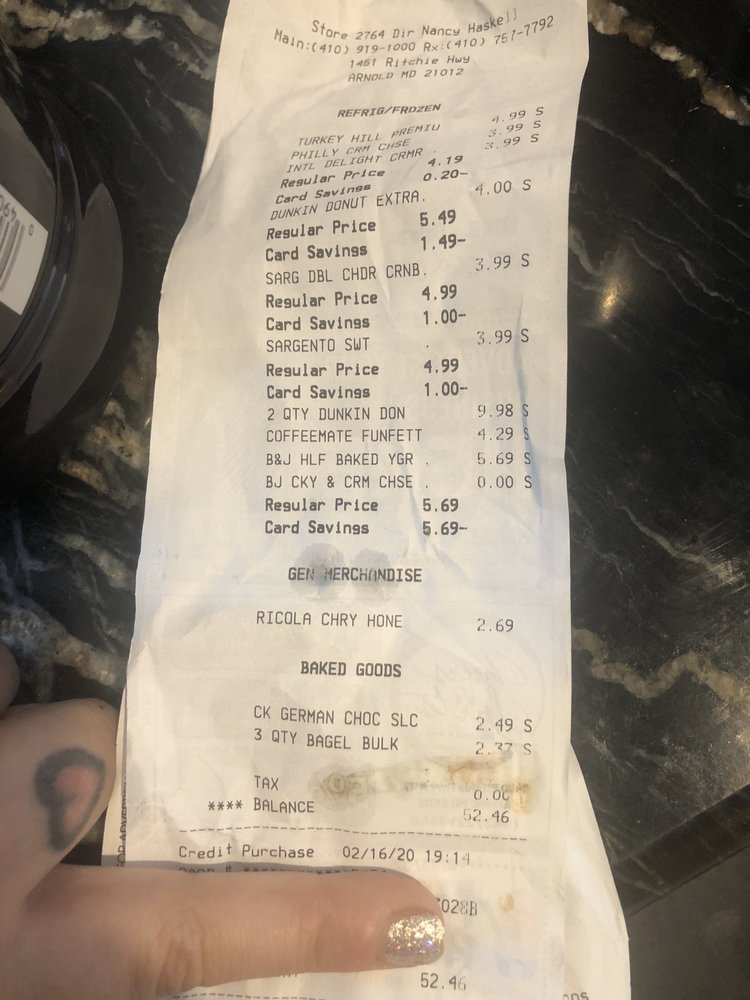 Store 2764 Dir Nancy Haskell
Main:(410) 919-1000 Rx:(410) 757-7792
1451 Ritchie Hwy
ARNOLD MD 21012
REFRIG/FROZEN
TURKEY HILL PREMIU 4.99 S
PHILLY CRM CHSE 3.99 S
INTL DELIGHT CRMR . 3.99 S
Regular Price 4.19
Card Savings 0.20-
DUNKIN DONUT EXTRA. 4.00 S
Regular Price 5.49
Card Savings 1.49-
SARG DBL CHDR CRNB. 3.99 S
Regular Price 4.99
Card Savings 1.00-
SARGENTO SWT . 3.99 S
Regular Price 4.99
Card Savings 1.00-
2 QTY DUNKIN DON 9.98 S
COFFEEMATE FUNFETT 4.29 S
B&J HLF BAKED YGR . 5.69 S
BJ CKY & CRM CHSE . 0.00 S
Regular Price 5.69
Card Savings 5.69-
GEN MERCHANDISE
RICOLA CHRY HONE 2.69
BAKED GOODS
CK GERMAN CHOC SLC 2.49 S
3 QTY BAGEL BULK 2.37 S
TAX 0.00
**** BALANCE 52.46
Credit Purchase 02/16/20 19:14
028B
52.46